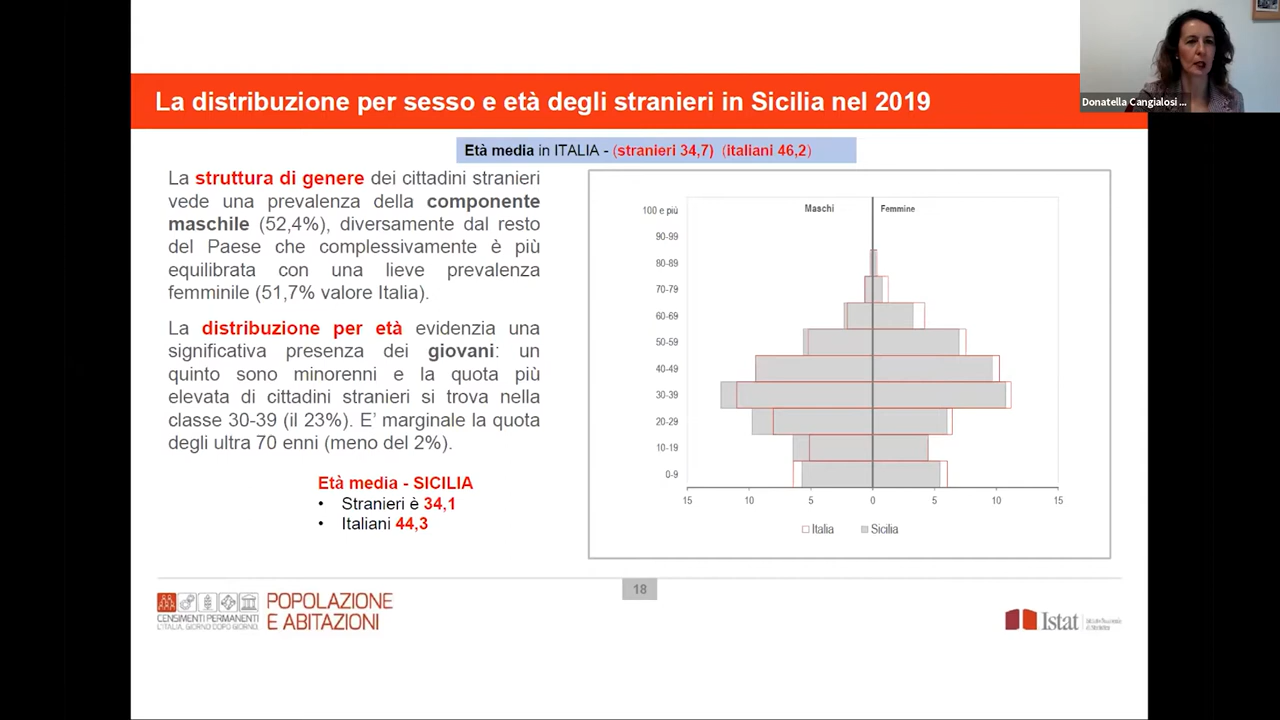 La distribuzione per sesso e età degli stranieri in Sicilia nel 2019
Donatella Cangialosi ...
Età media in ITALIA - (stranieri 34,7) (italiani 46,2)
La struttura di genere dei cittadini stranieri
vede una prevalenza della componente
maschile (52,4%), diversamente dal resto
del Paese che complessivamente è più
equilibrata con una lieve prevalenza
femminile (51,7% valore Italia).
La distribuzione per età evidenzia una
significativa presenza dei giovani: un
quinto sono minorenni e la quota più
elevata di cittadini stranieri si trova nella
classe 30-39 (il 23%). E' marginale la quota
degli ultra 70 enni (meno del 2%).
Età media - SICILIA
• Stranieri è 34,1
• Italiani 44,3
Maschi Femmine
100 e più
90-99
80-89
70-79
60-69
50-59
40-49
30-39
20-29
10-19
0-9
15 10 5 0 5 10 15
Italia Sicilia
18
CENSIMENTI PERMANENTI
L'ITALIA, GIORNO DOPO GIORNO.
POPOLAZIONE
E ABITAZIONI
Istat